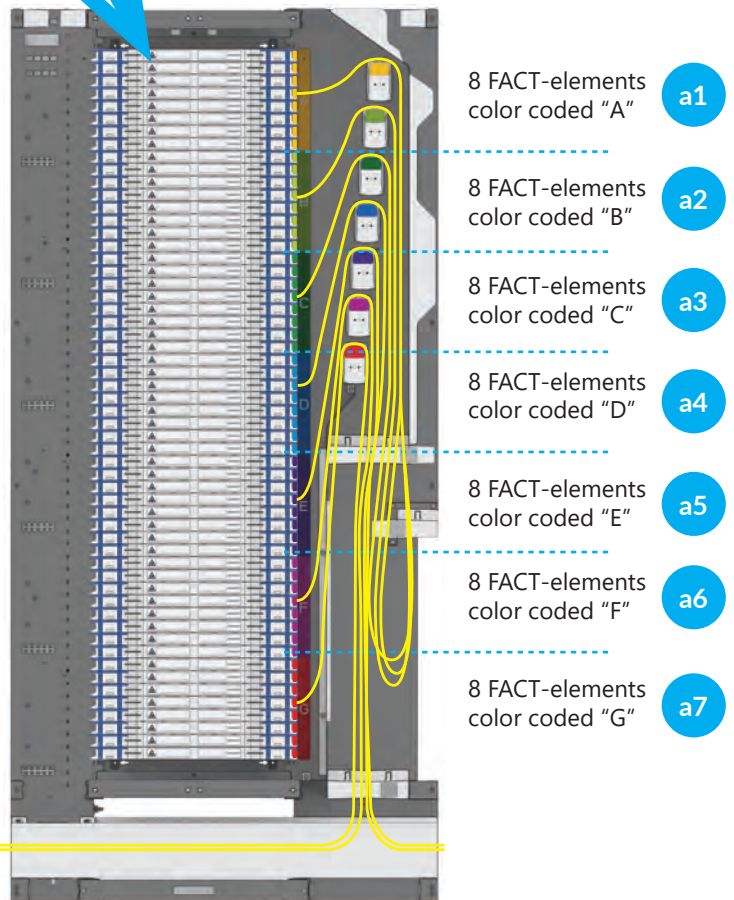 8 FACT-elements
color coded “A”
a1
8 FACT-elements
color coded “B”
a2
8 FACT-elements
color coded “C”
a3
8 FACT-elements
color coded “D”
a4
8 FACT-elements
color coded “E”
a5
8 FACT-elements
color coded “F”
a6
8 FACT-elements
color coded “G”
a7
B
C
D
E
F
G